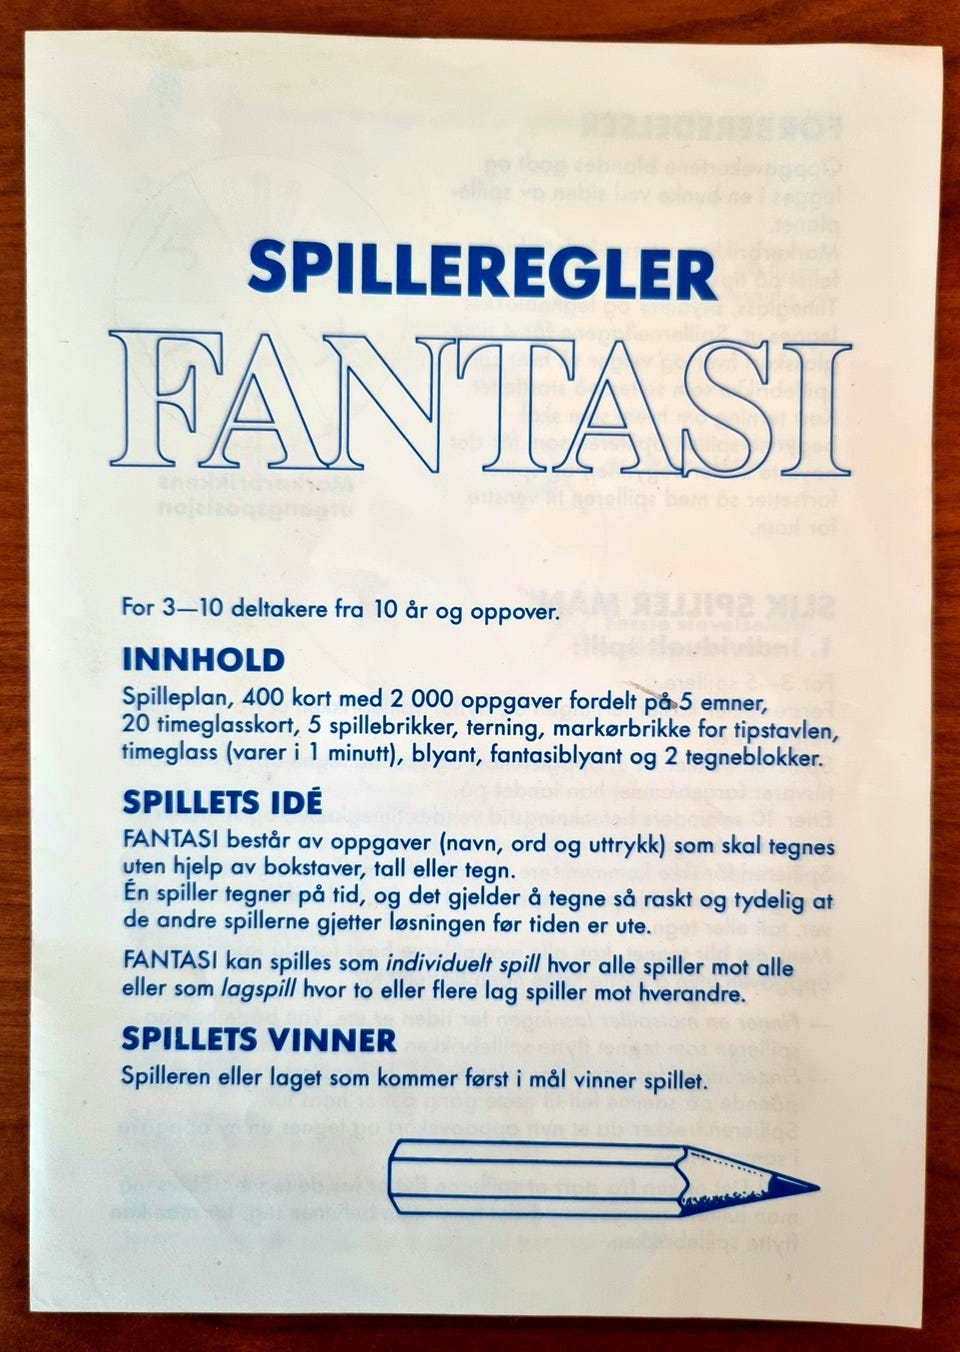 SPILLEREGLER
FANTASI
For 3—10 deltakere fra 10 år og oppover.
INNHOLD
Spilleplan, 400 kort med 2 000 oppgaver fordelt på 5 emner,
20 timeglasskort, 5 spillebrikker, terning, markørbrikke for tipstavlen,
timeglass (varer i 1 minutt), blyant, fantasiblyant og 2 tegneblokker.
SPILLETS IDÉ
FANTASI består av oppgaver (navn, ord og uttrykk) som skal tegnes
uten hjelp av bokstaver, tall eller tegn.
Én spiller tegner på tid, og det gjelder å tegne så raskt og tydelig at
de andre spillerne gjetter løsningen før tiden er ute.
FANTASI kan spilles som individuelt spill hvor alle spiller mot alle
eller som lagspill hvor to eller flere lag spiller mot hverandre.
SPILLETS VINNER
Spilleren eller laget som kommer først i mål vinner spillet.